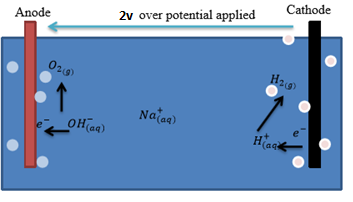 Anode
2v over potential applied
Cathode
O₂₍g₎
H₂₍g₎
e⁻
OH⁻₍aq₎
Na⁺₍aq₎
H⁺₍aq₎
e⁻